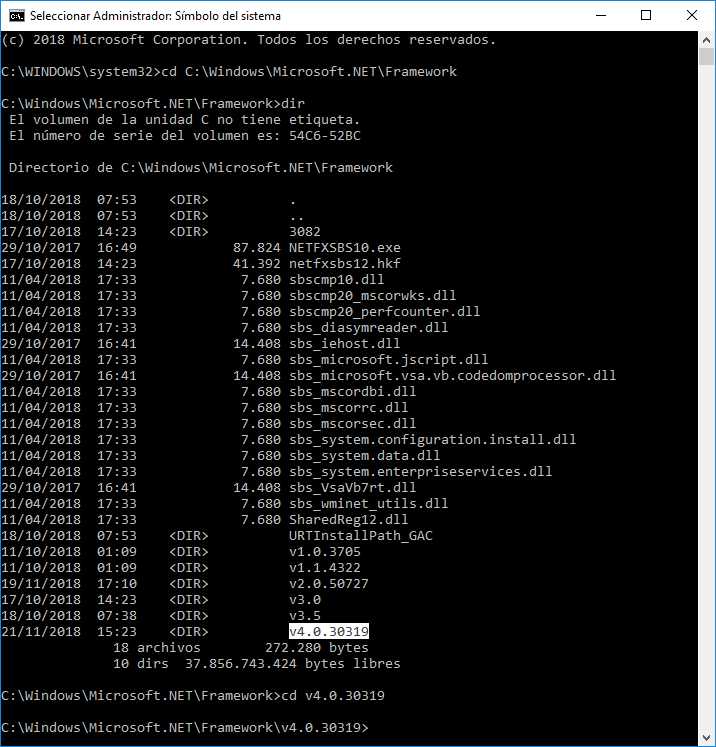 Seleccionar Administrador: Símbolo del sistema
(c) 2018 Microsoft Corporation. Todos los derechos reservados.
C:\WINDOWS\system32>cd C:\Windows\Microsoft.NET\Framework
C:\Windows\Microsoft.NET\Framework>dir
El volumen de la unidad C no tiene etiqueta.
El número de serie del volumen es: 54C6-52BC
Directorio de C:\Windows\Microsoft.NET\Framework
18/10/2018  07:53    <DIR>          .
18/10/2018  07:53    <DIR>          ..
17/10/2018  14:23    <DIR>          3082
29/10/2017  16:49            87.824 NETFXSBS10.exe
17/10/2018  14:23            41.392 netfxsbs12.hkf
11/04/2018  17:33             7.680 sbscmp10.dll
11/04/2018  17:33             7.680 sbscmp20_mscorwks.dll
11/04/2018  17:33             7.680 sbscmp20_perfcounter.dll
11/04/2018  17:33             7.680 sbs_diasymreader.dll
29/10/2017  16:41            14.408 sbs_iehost.dll
11/04/2018  17:33             7.680 sbs_microsoft.jscript.dll
29/10/2017  16:41            14.408 sbs_microsoft.vsa.vb.codedomprocessor.dll
11/04/2018  17:33             7.680 sbs_mscordbi.dll
11/04/2018  17:33             7.680 sbs_mscorrc.dll
11/04/2018  17:33             7.680 sbs_mscorsec.dll
11/04/2018  17:33             7.680 sbs_system.configuration.install.dll
11/04/2018  17:33             7.680 sbs_system.data.dll
11/04/2018  17:33             7.680 sbs_system.enterpriseservices.dll
29/10/2017  16:41            14.408 sbs_VsaVb7rt.dll
11/04/2018  17:33             7.680 sbs_wminet_utils.dll
11/04/2018  17:33             7.680 SharedReg12.dll
18/10/2018  07:53    <DIR>          URTInstallPath_GAC
11/10/2018  01:09    <DIR>          v1.0.3705
11/10/2018  01:09    <DIR>          v1.1.4322
19/11/2018  17:10    <DIR>          v2.0.50727
17/10/2018  14:23    <DIR>          v3.0
18/10/2018  07:38    <DIR>          v3.5
21/11/2018  15:23    <DIR>          v4.0.30319
18 archivos        272.280 bytes
10 dirs  37.856.743.424 bytes libres
C:\Windows\Microsoft.NET\Framework>cd v4.0.30319
C:\Windows\Microsoft.NET\Framework\v4.0.30319>